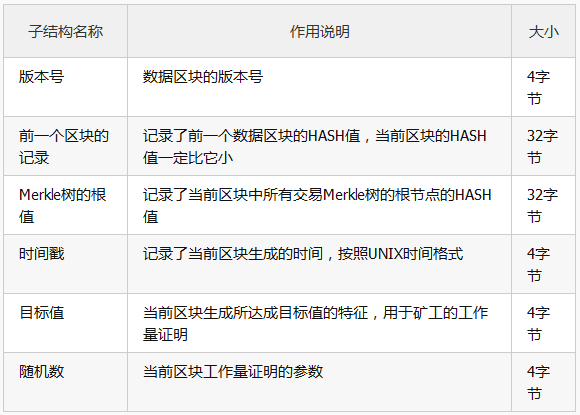 子结构名称 作用说明 大小
版本号 数据区块的版本号 4字
节
前一个区块的 记录了前一个数据区块的HASH值，当前区块的HASH 32字
记录 值一定比它小 节
Merkle树的根 记录了当前区块中所有交易Merkle树的根节点的HASH 32字
值 值 节
时间戳 记录了当前区块生成的时间，按照UNIX时间格式 4字
节
目标值 当前区块生成所达成目标值的特征，用于矿工的工作 4字
量证明 节
随机数 当前区块工作量证明的参数 4字
节